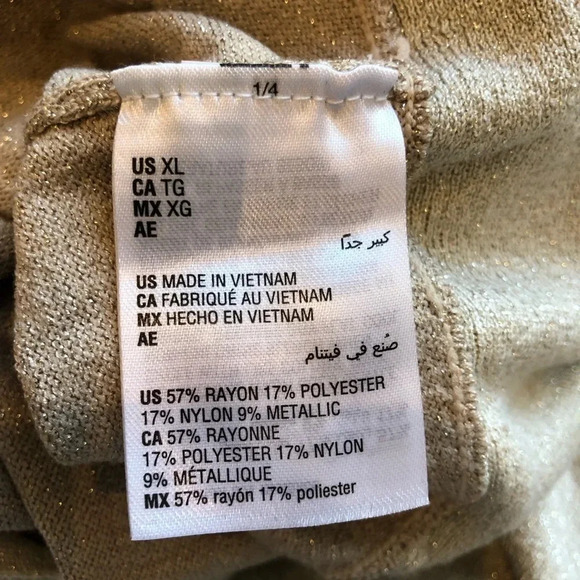 1/4
US XL
CA TG
MX XG
AE
كبير جدًا
US MADE IN VIETNAM
CA FABRIQUÉ AU VIETNAM
MX HECHO EN VIETNAM
AE
صُنع في فيتنام
US 57% RAYON 17% POLYESTER
17% NYLON 9% METALLIC
CA 57% RAYONNE
17% POLYESTER 17% NYLON
9% MÉTALLIQUE
MX 57% rayón 17% poliester